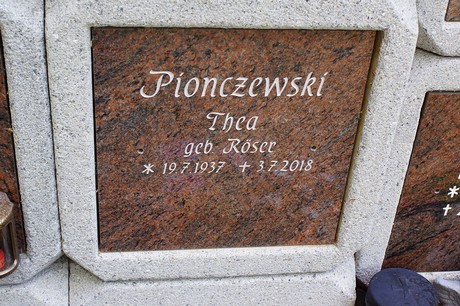 Pionczewski
Thea
geb. Röser
* 19.7.1937 † 3.7.2018